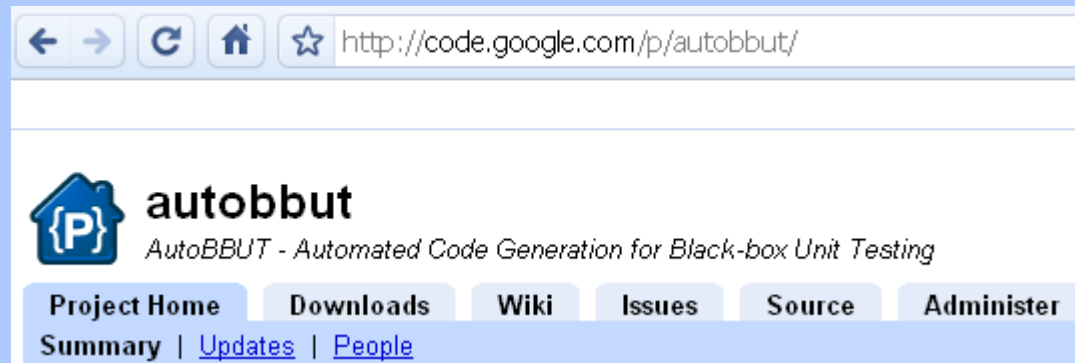 http://code.google.com/p/autobbut/
{P}
autobbut
AutoBBUT - Automated Code Generation for Black-box Unit Testing
Project Home Downloads Wiki Issues Source Administer
Summary | Updates | People